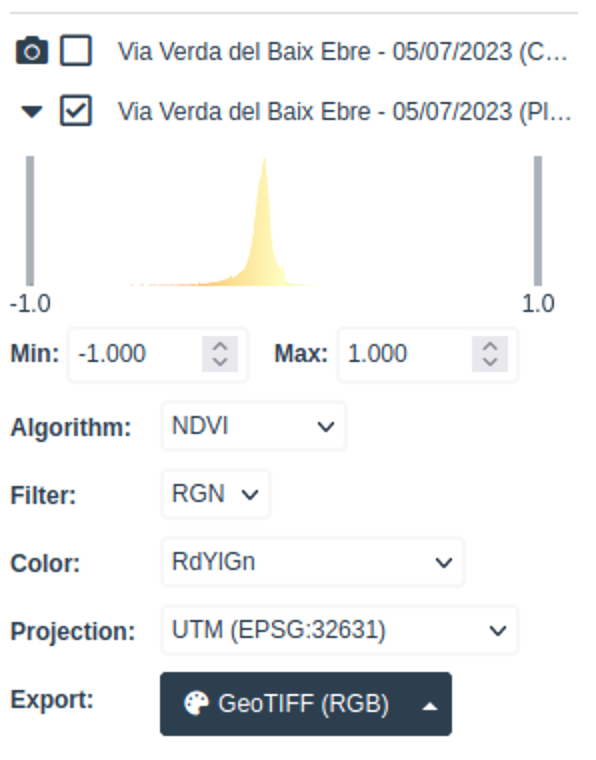 Via Verda del Baix Ebre - 05/07/2023 (C...
Via Verda del Baix Ebre - 05/07/2023 (Pl...
-1.0 1.0
Min: -1.000 Max: 1.000
Algorithm: NDVI
Filter: RGN
Color: RdYlGn
Projection: UTM (EPSG:32631)
Export: GeoTIFF (RGB)